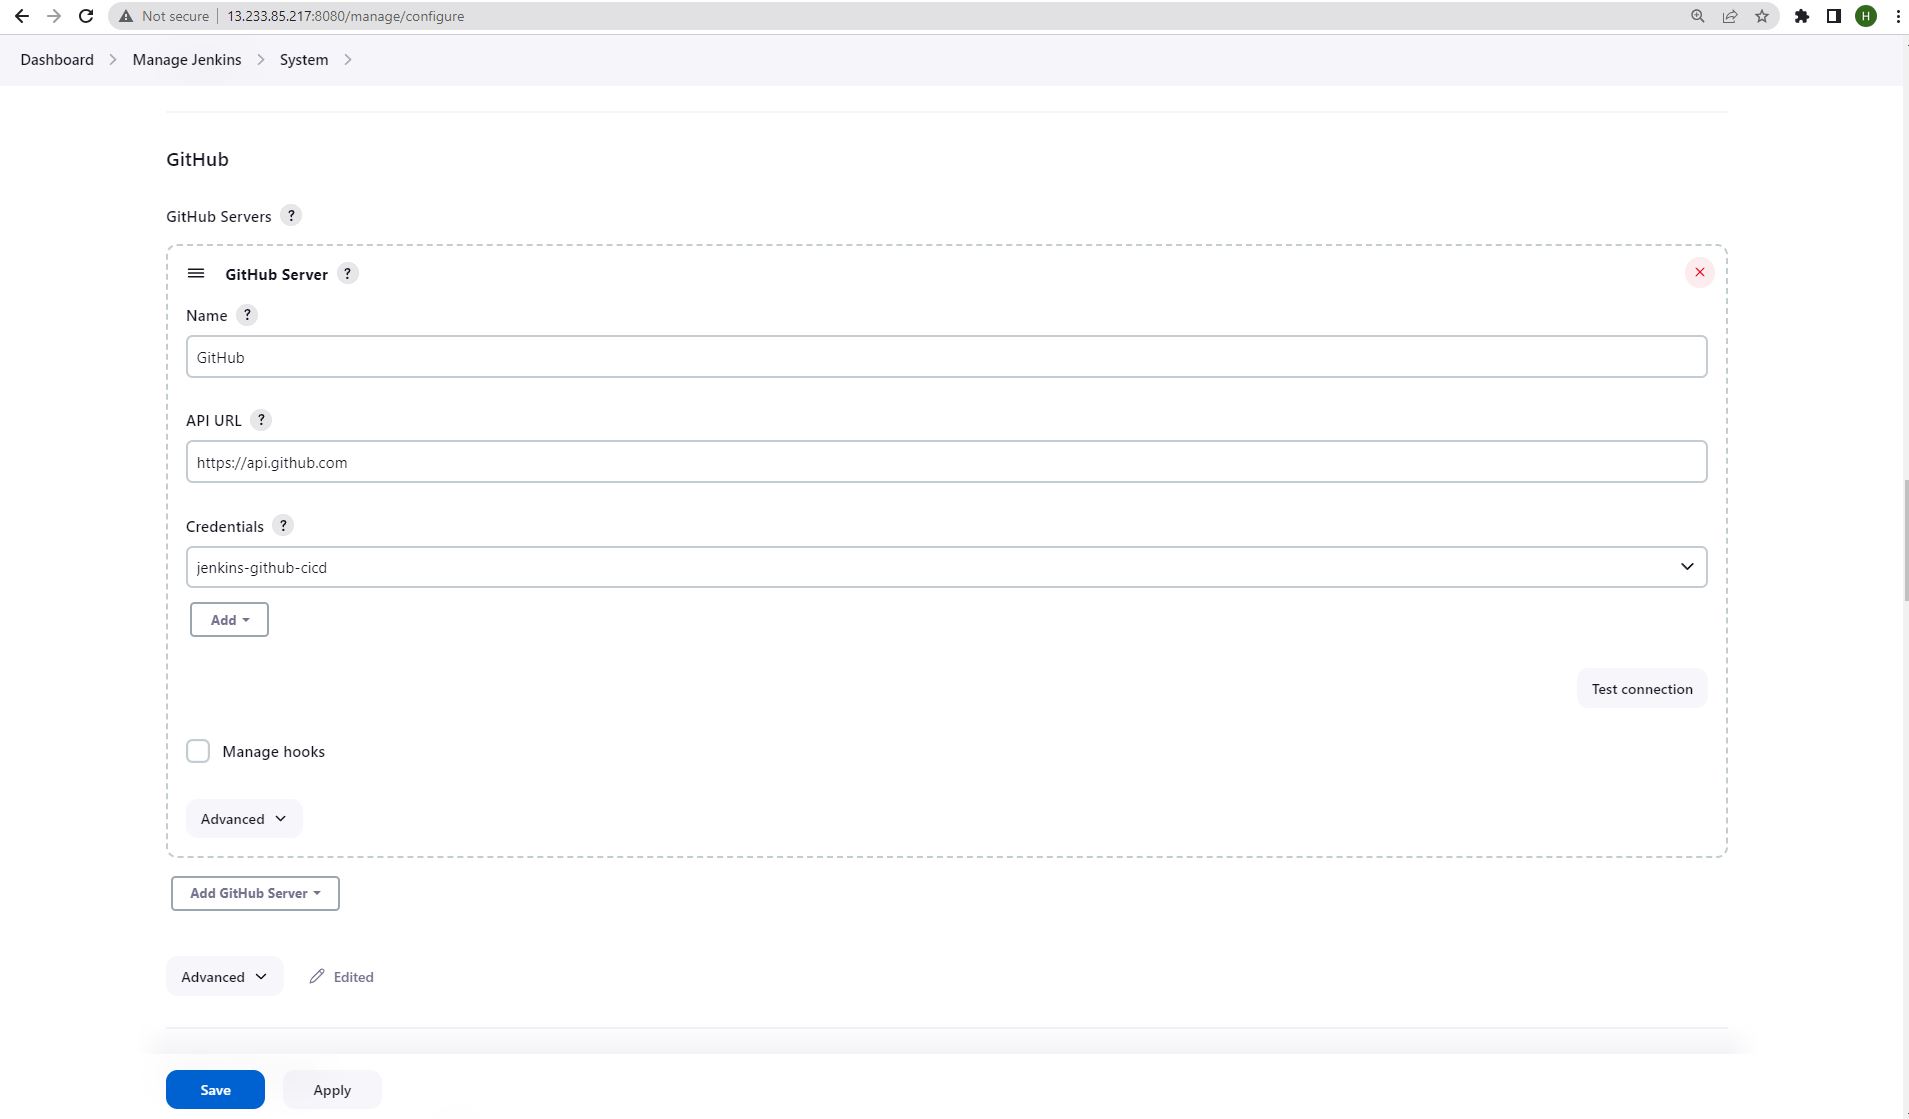 Not secure 13.233.85.217:8080/manage/configure
H
Dashboard Manage Jenkins System
GitHub
GitHub Servers ?
GitHub Server ?
Name ?
GitHub
API URL ?
https://api.github.com
Credentials ?
jenkins-github-cicd
Add
Test connection
Manage hooks
Advanced
Add GitHub Server
Advanced Edited
Save Apply